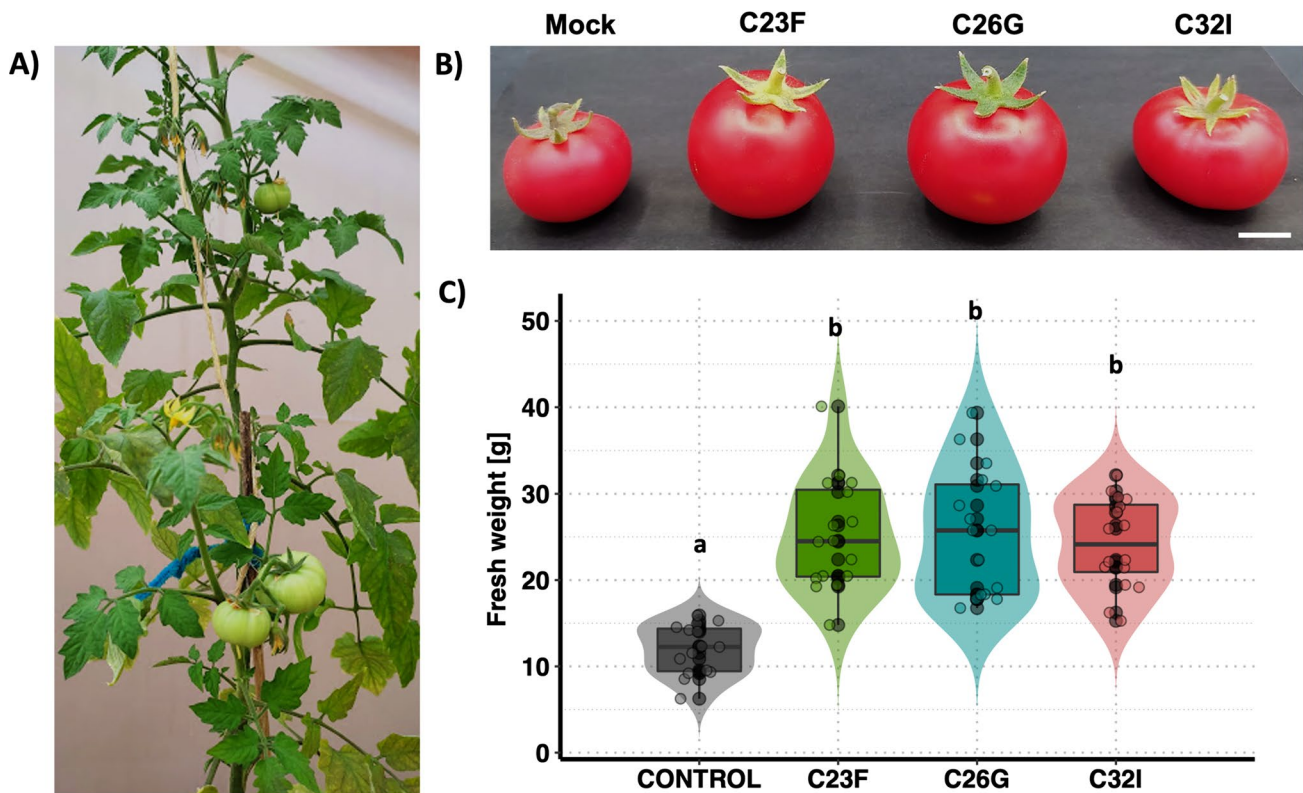 A)
B)
Mock C23F C26G C32I
C)
Fresh weight [g]
50
40
30
20
10
0
a
b
b
b
CONTROL C23F C26G C32I